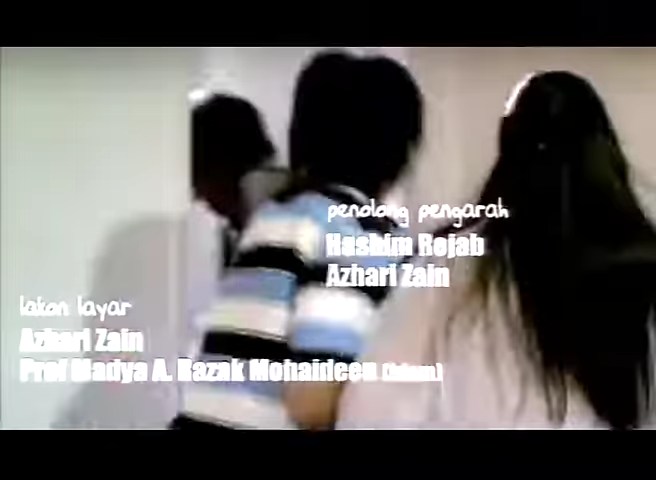 penolong pengarah
Hashim Rejab
Azhari Zain
lakon layar
Azhari Zain
Prof Madya A. Razak Mohaideen